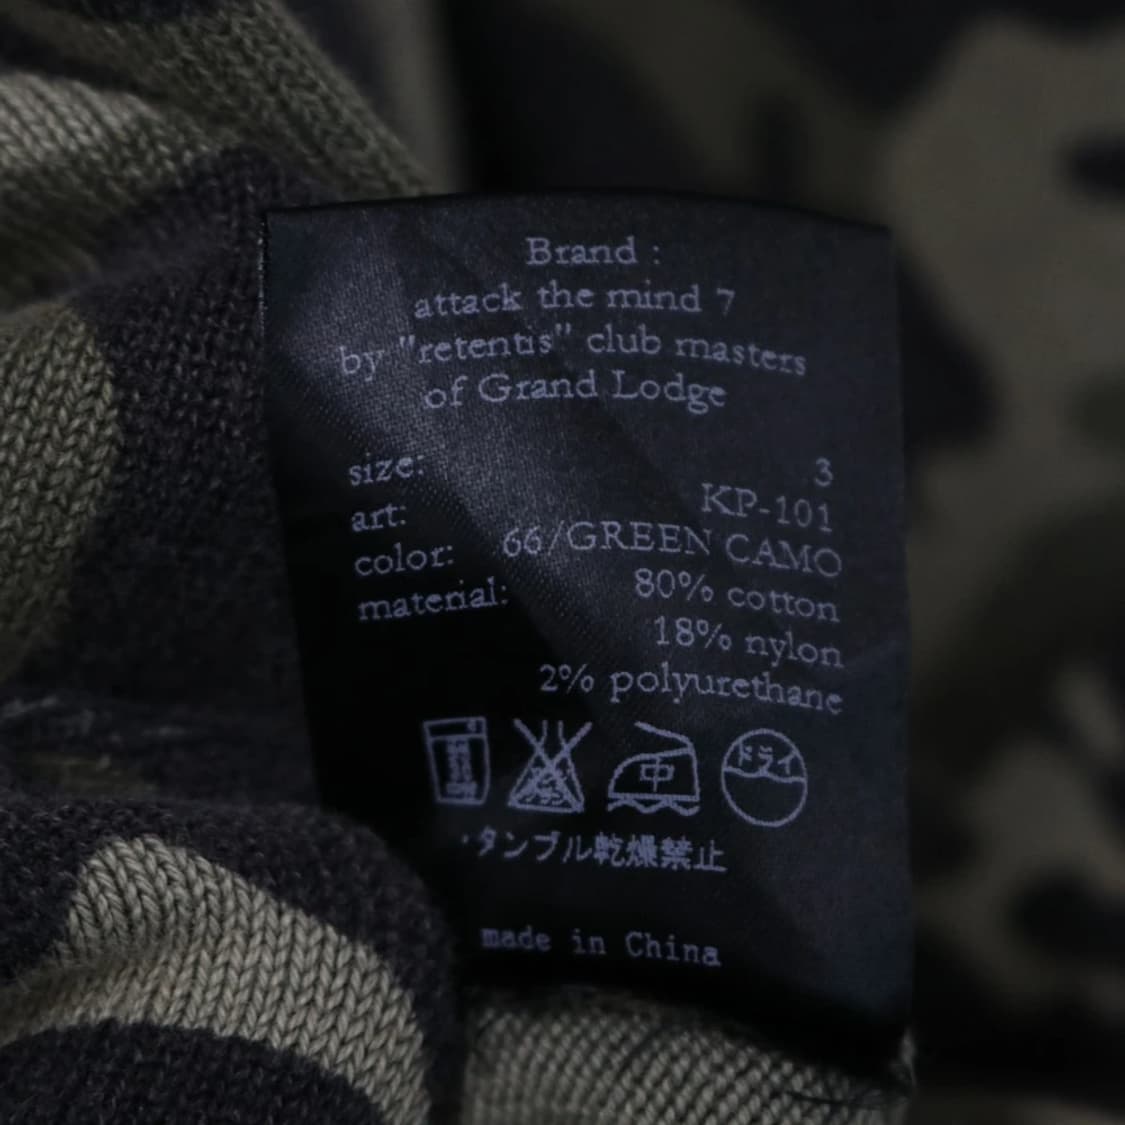 Brand :
attack the mind 7
by "retentis" club masters
of Grand Lodge
size: 3
art: KP-101
color: 66/GREEN CAMO
material: 80% cotton
18% nylon
2% polyurethane
中 ドライ
・タンブル乾燥禁止
made in China